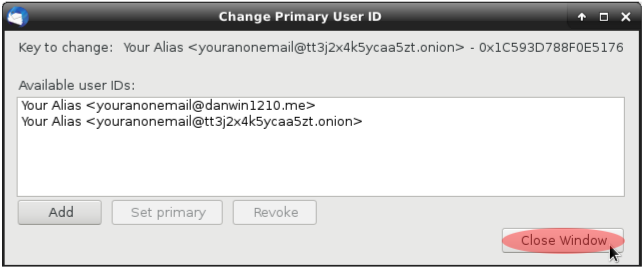 Change Primary User ID
Key to change: Your Alias <youranonemail@tt3j2x4k5ycaa5zt.onion> - 0x1C593D788F0E5176
Available user IDs:
Your Alias <youranonemail@danwin1210.me>
Your Alias <youranonemail@tt3j2x4k5ycaa5zt.onion>
Add Set primary Revoke
Close Window